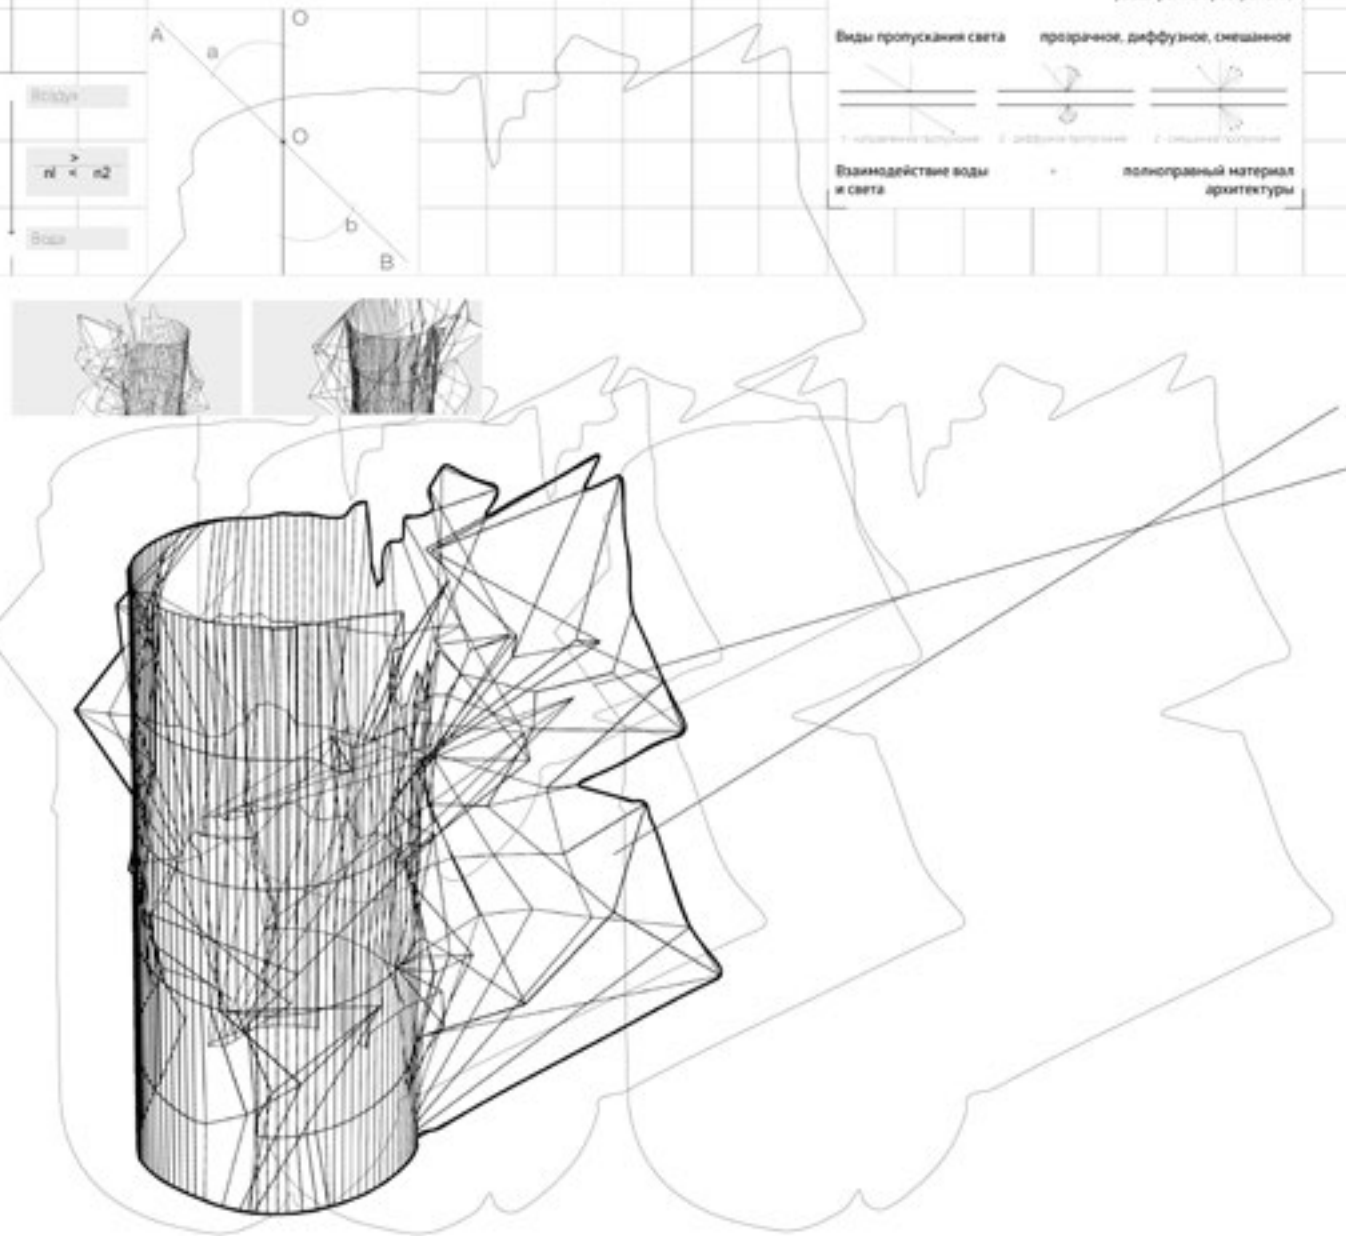 A
a
O
O
b
B
Воздух
>
n1 < n2
Вода
Виды пропускания света
прозрачное, диффузное, смешанное
Взаимодействие воды
и света
полноправный материал
архитектуры